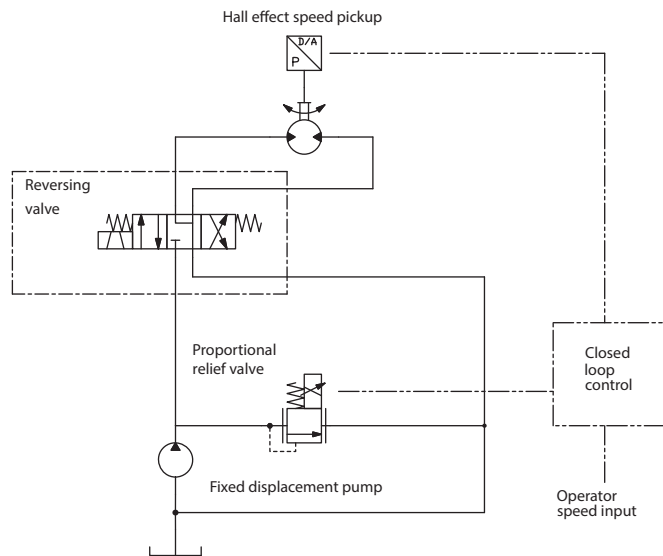 Hall effect speed pickup
D/A
P
Reversing
valve
Proportional
relief valve
Closed
loop
control
Fixed displacement pump
Operator
speed input